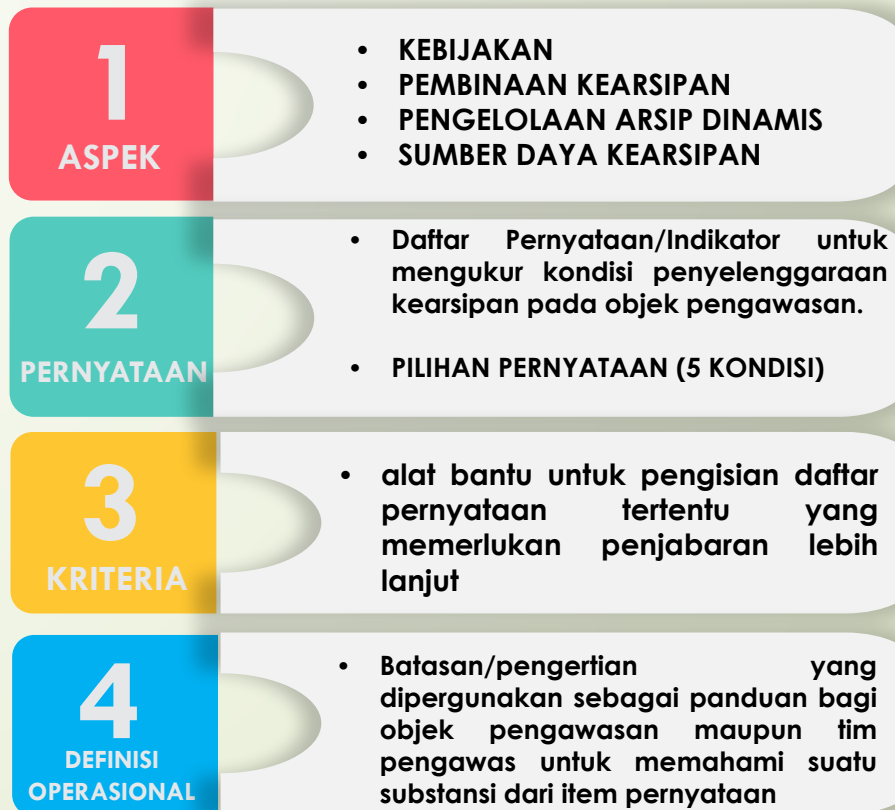 1
ASPEK
• KEBIJAKAN
• PEMBINAAN KEARSIPAN
• PENGELOLAAN ARSIP DINAMIS
• SUMBER DAYA KEARSIPAN
2
PERNYATAAN
• Daftar Pernyataan/Indikator untuk
mengukur kondisi penyelenggaraan
kearsipan pada objek pengawasan.
• PILIHAN PERNYATAAN (5 KONDISI)
3
KRITERIA
• alat bantu untuk pengisian daftar
pernyataan tertentu yang
memerlukan penjabaran lebih
lanjut
4
DEFINISI
OPERASIONAL
• Batasan/pengertian yang
dipergunakan sebagai panduan bagi
objek pengawasan maupun tim
pengawas untuk memahami suatu
substansi dari item pernyataan